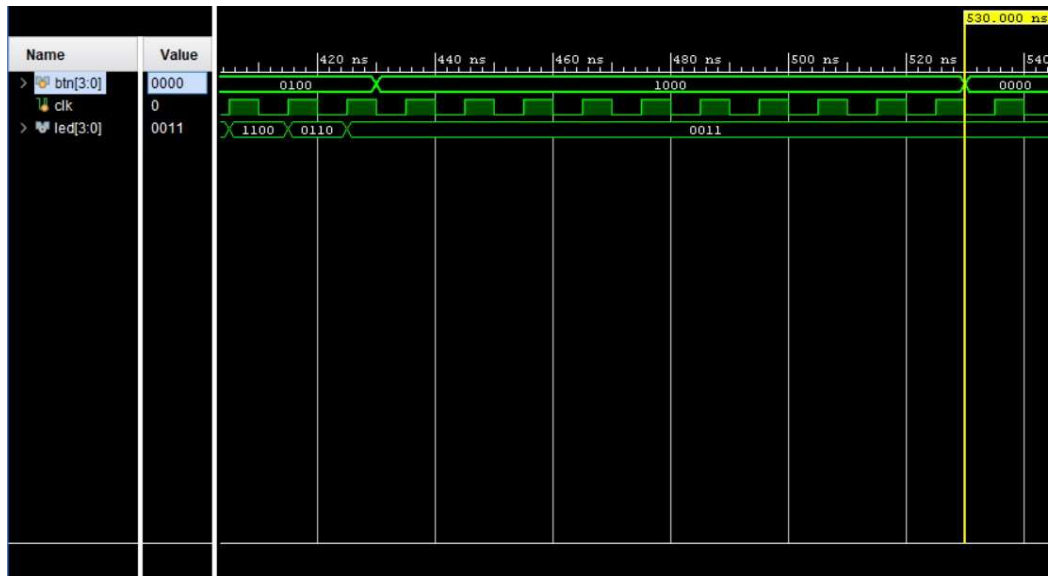 530.000 ns
Name Value
420 ns 440 ns 460 ns 480 ns 500 ns 520 ns 540
btn[3:0] 0000 0100 1000 0000
clk 0
led[3:0] 0011 1100 0110 0011